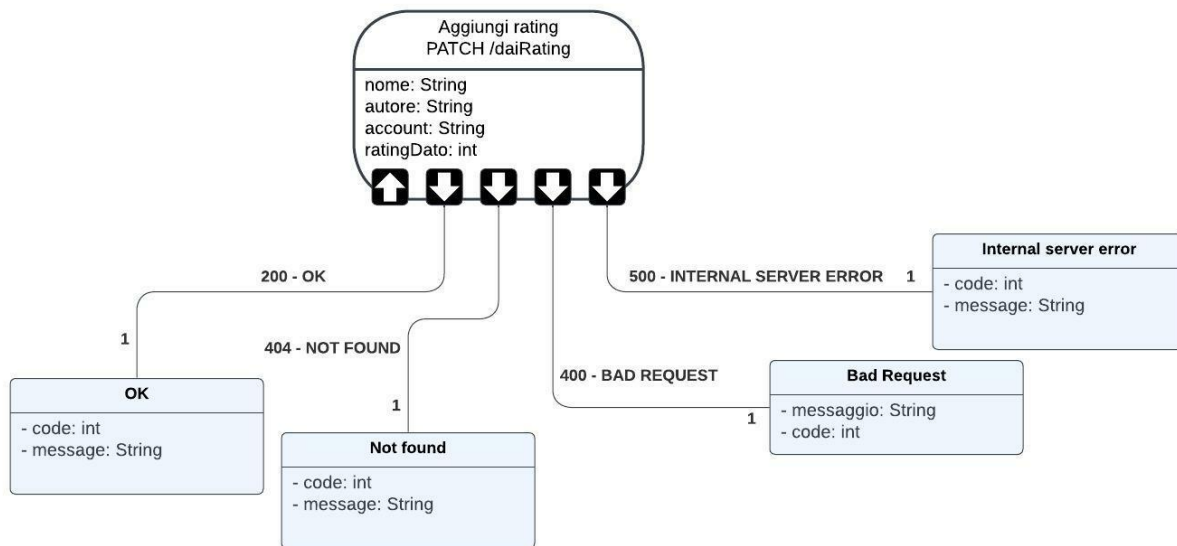 Aggiungi rating
PATCH /daiRating
nome: String
autore: String
account: String
ratingDato: int
200 - OK
1
OK
- code: int
- message: String
404 - NOT FOUND
1
Not found
- code: int
- message: String
400 - BAD REQUEST
1
Bad Request
- messaggio: String
- code: int
500 - INTERNAL SERVER ERROR
1
Internal server error
- code: int
- message: String